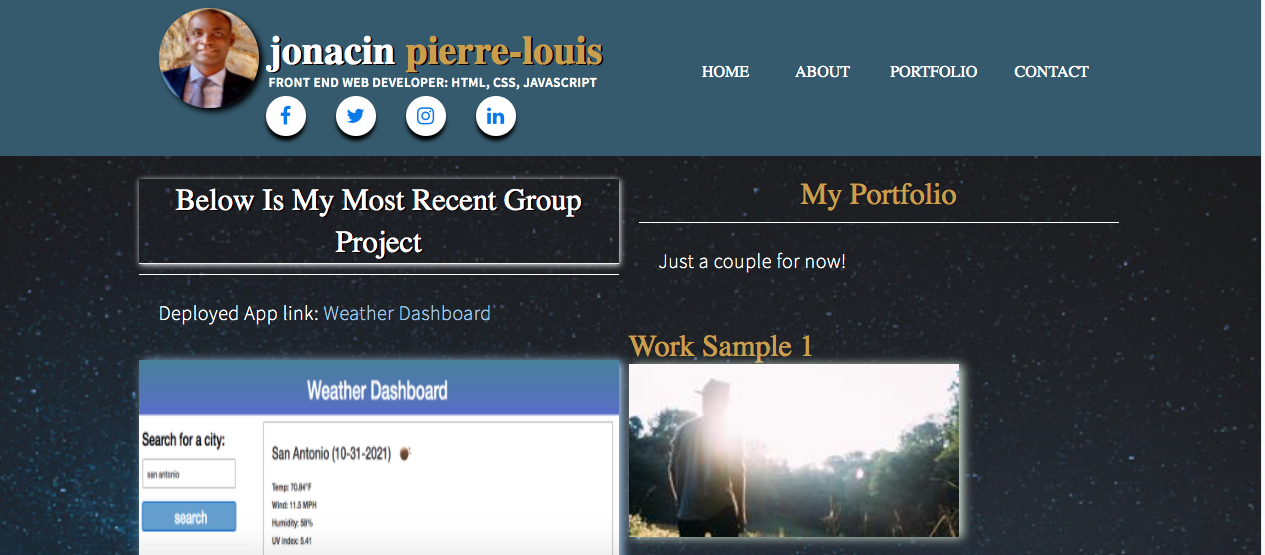 jonacin pierre-louis
FRONT END WEB DEVELOPER: HTML, CSS, JAVASCRIPT
HOME
ABOUT
PORTFOLIO
CONTACT
Below Is My Most Recent Group
Project
Deployed App link: Weather Dashboard
Weather Dashboard
Search for a city:
san antonio
search
San Antonio (10-31-2021)
Temp: 70.84°F
Wind: 11.5 MPH
Humidity: 58%
UV index: 5.41
My Portfolio
Just a couple for now!
Work Sample 1